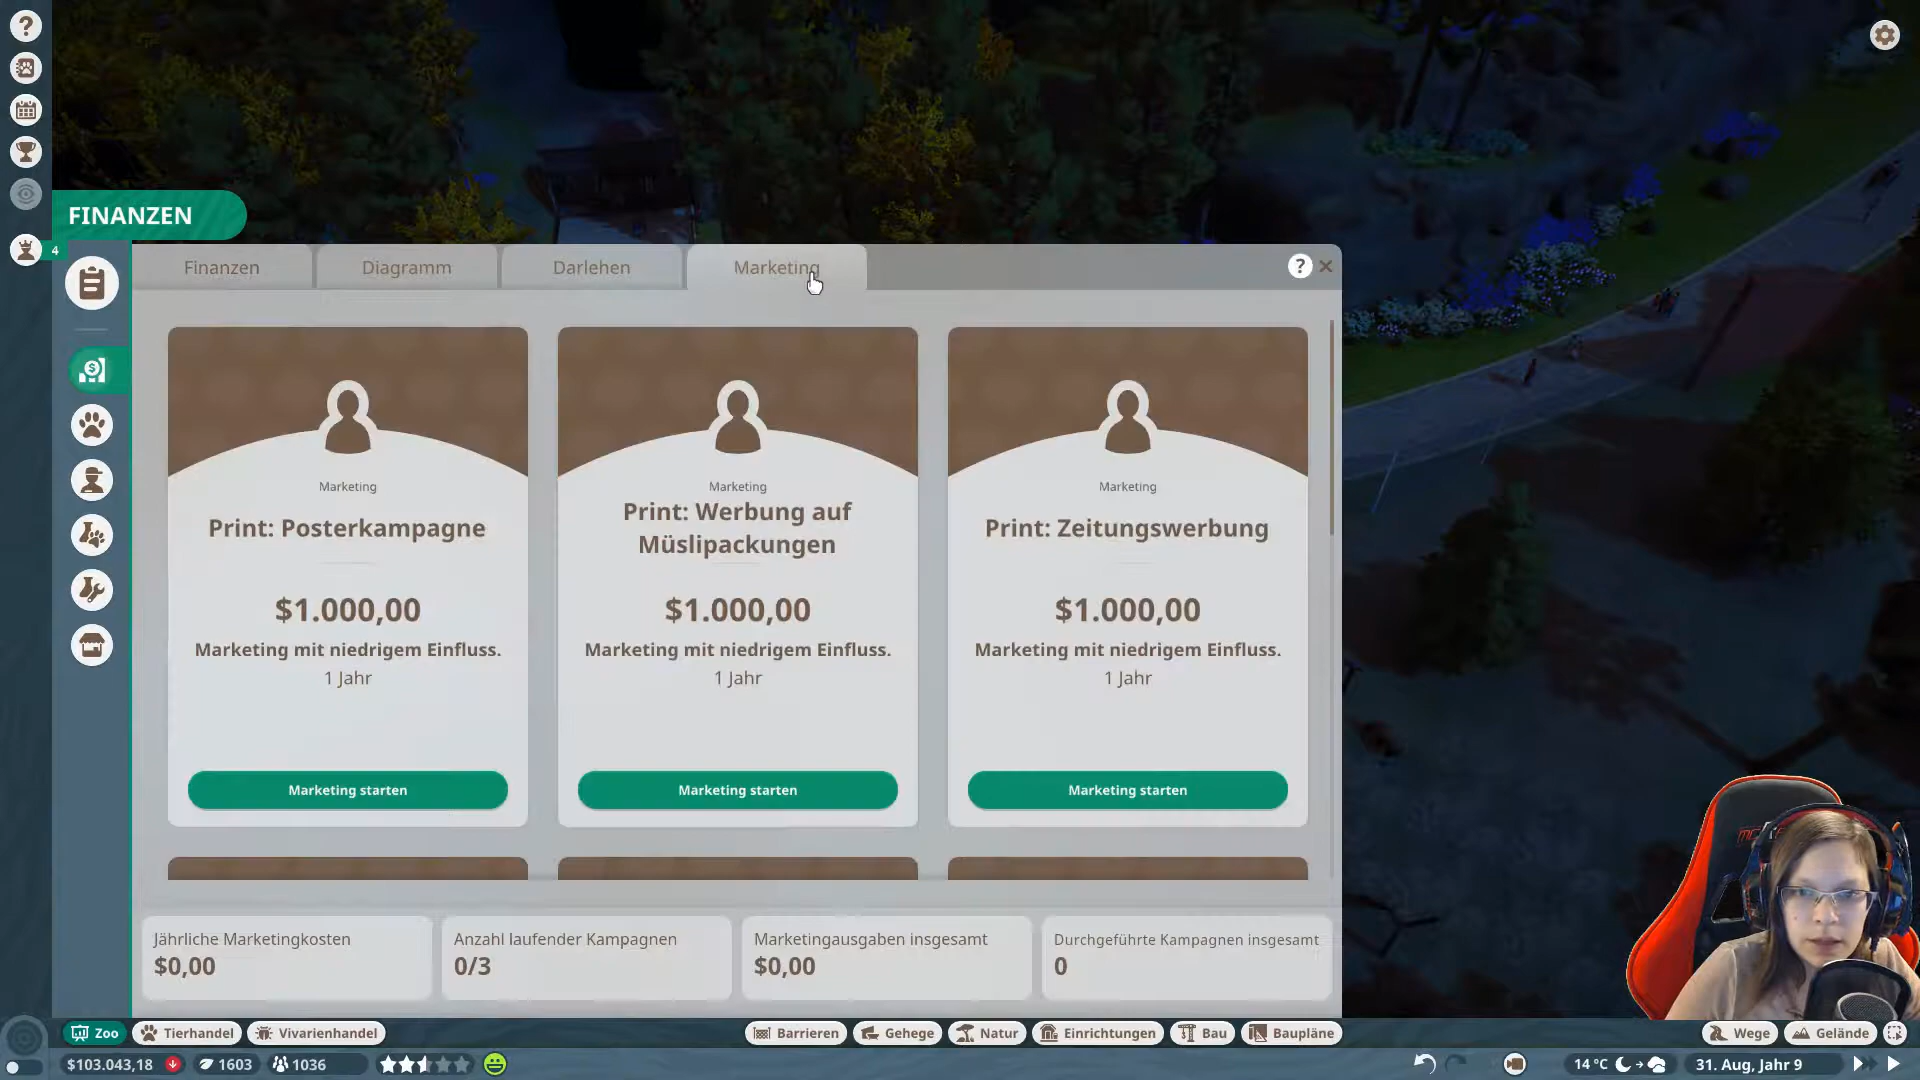 FINANZEN
4
Finanzen
Diagramm
Darlehen
Marketing
?
Marketing
Print: Posterkampagne
$1.000,00
Marketing mit niedrigem Einfluss.
1 Jahr
Marketing starten
Marketing
Print: Werbung auf
Müslipackungen
$1.000,00
Marketing mit niedrigem Einfluss.
1 Jahr
Marketing starten
Marketing
Print: Zeitungswerbung
$1.000,00
Marketing mit niedrigem Einfluss.
1 Jahr
Marketing starten
Jährliche Marketingkosten
$0,00
Anzahl laufender Kampagnen
0/3
Marketingausgaben insgesamt
$0,00
Durchgeführte Kampagnen insgesamt
0
Zoo
Tierhandel
Vivarienhandel
Barrieren
Gehege
Natur
Einrichtungen
Bau
Baupläne
Wege
Gelände
$103.043,18
1603
1036
14 °C
31. Aug, Jahr 9